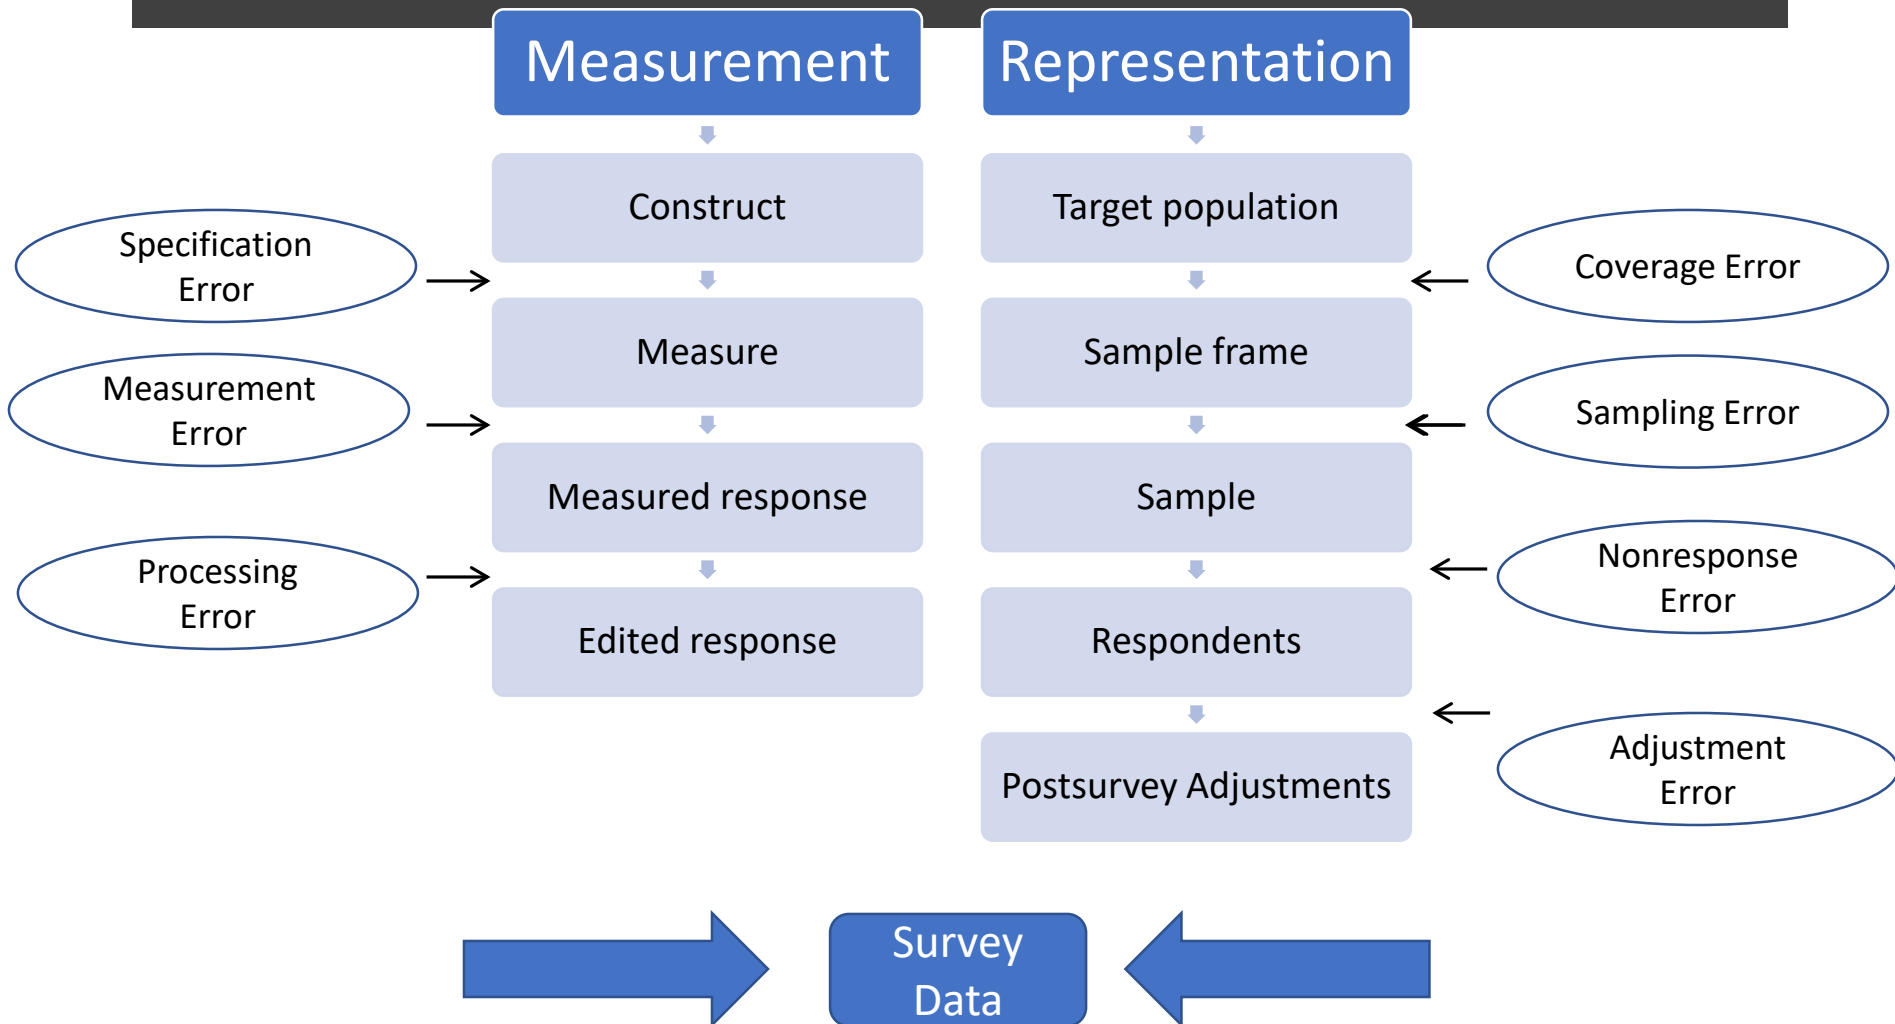 Measurement
Representation
Construct
Target population
Specification
Error
Coverage Error
Measure
Sample frame
Measurement
Error
Sampling Error
Measured response
Sample
Processing
Error
Nonresponse
Error
Edited response
Respondents
Adjustment
Error
Postsurvey Adjustments
Survey
Data